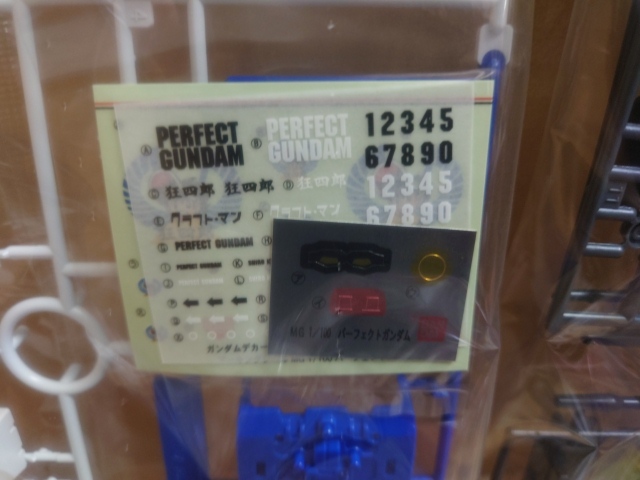 Ⓐ PERFECT GUNDAM Ⓑ PERFECT GUNDAM
12345
67890
Ⓒ 狂四郎 狂四郎 Ⓓ 狂四郎
12345
Ⓔ クラフト・マン Ⓕ クラフト・マン
67890
Ⓖ PERFECT GUNDAM Ⓗ
Ⓘ PERFECT GUNDAM Ⓚ
Ⓙ Ⓛ
ガンダムデカー
MG 1/100 パーフェクトガンダム